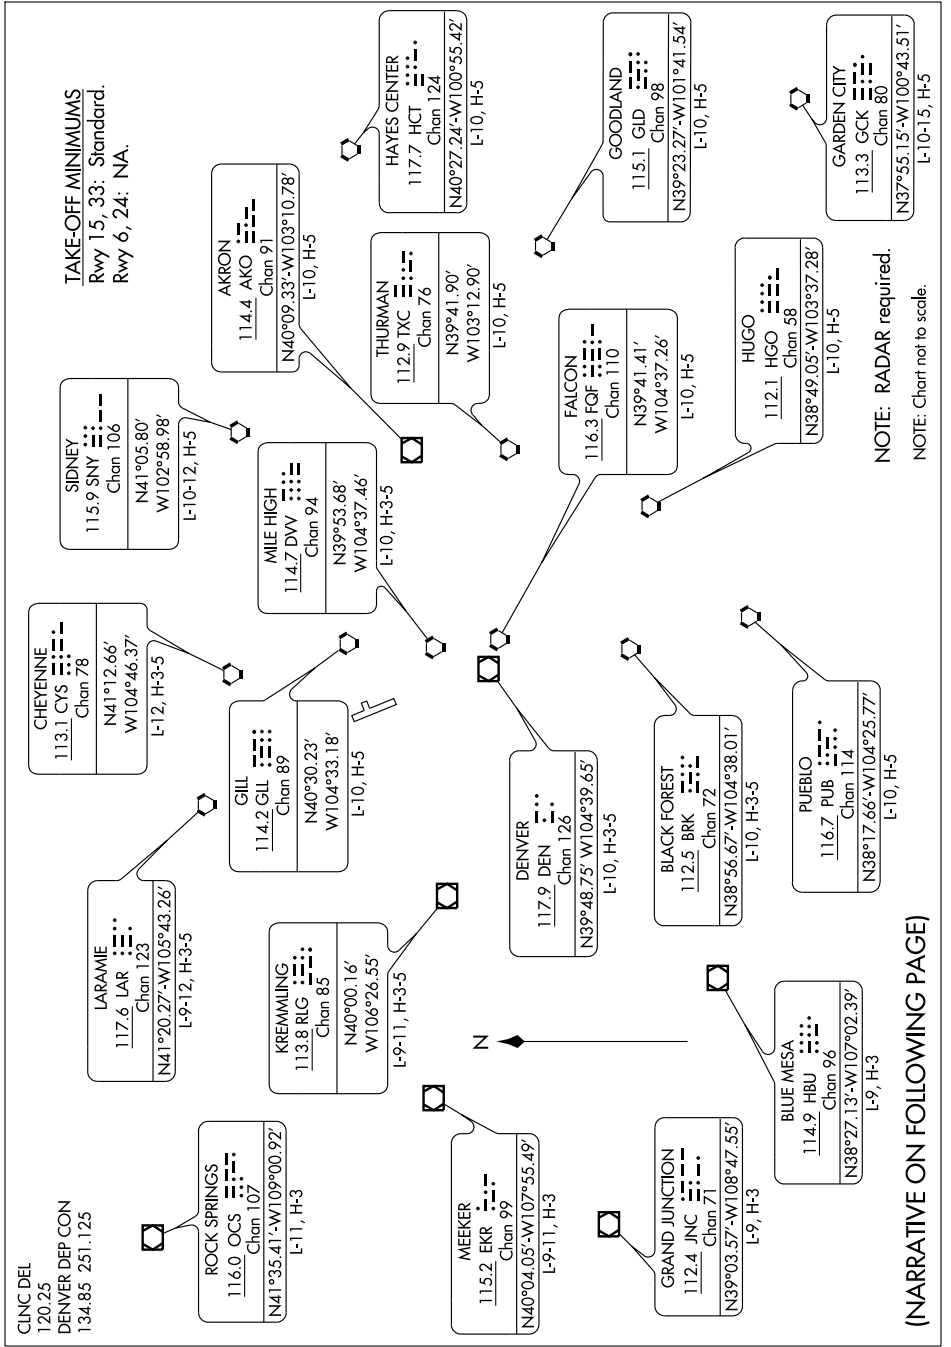 CLNC DEL
120.25
DENVER DEP CON
134.85 251.125
TAKE-OFF MINIMUMS
Rwy 15, 33: Standard.
Rwy 6, 24: NA.
ROCK SPRINGS
116.0 OCS
Chan 107
N41°35.41'-W109°00.92'
L-11, H-3
LARAMIE
117.6 LAR
Chan 123
N41°20.27'-W105°43.26'
L-9-12, H-3-5
CHEYENNE
113.1 CYS
Chan 78
N41°12.66'
W104°46.37'
L-12, H-3-5
SIDNEY
115.9 SNY
Chan 106
N41°05.80'
W102°58.98'
L-10-12, H-5
AKRON
114.4 AKO
Chan 91
N40°09.33'-W103°10.78'
L-10, H-5
HAYES CENTER
117.7 HCT
Chan 124
N40°27.24'-W100°55.42'
L-10, H-5
GILL
114.2 GLL
Chan 89
N40°30.23'
W104°33.18'
L-10, H-5
MILE HIGH
114.7 DVV
Chan 94
N39°53.68'
W104°37.46'
L-10, H-3-5
KREMMLING
113.8 RLG
Chan 85
N40°00.16'
W106°26.55'
L-9-11, H-3-5
THURMAN
112.9 TXC
Chan 76
N39°41.90'
W103°12.90'
L-10, H-5
MEEKER
115.2 EKR
Chan 99
N40°04.05'-W107°55.49'
L-9-11, H-3
N
DENVER
117.9 DEN
Chan 126
N39°48.75' W104°39.65'
L-10, H-3-5
FALCON
116.3 FQF
Chan 110
N39°41.41'
W104°37.26'
L-10, H-5
GOODLAND
115.1 GLD
Chan 98
N39°23.27'-W101°41.54'
L-10, H-5
GRAND JUNCTION
112.4 JNC
Chan 71
N39°03.57'-W108°47.55'
L-9, H-3
BLACK FOREST
112.5 BRK
Chan 72
N38°56.67'-W104°38.01'
L-10, H-3-5
HUGO
112.1 HGO
Chan 58
N38°49.05'-W103°37.28'
L-10, H-5
BLUE MESA
114.9 HBU
Chan 96
N38°27.13'-W107°02.39'
L-9, H-3
PUEBLO
116.7 PUB
Chan 114
N38°17.66'-W104°25.77'
L-10, H-5
GARDEN CITY
113.3 GCK
Chan 80
N37°55.15'-W100°43.51'
L-10-15, H-5
NOTE: RADAR required.
NOTE: Chart not to scale.
(NARRATIVE ON FOLLOWING PAGE)